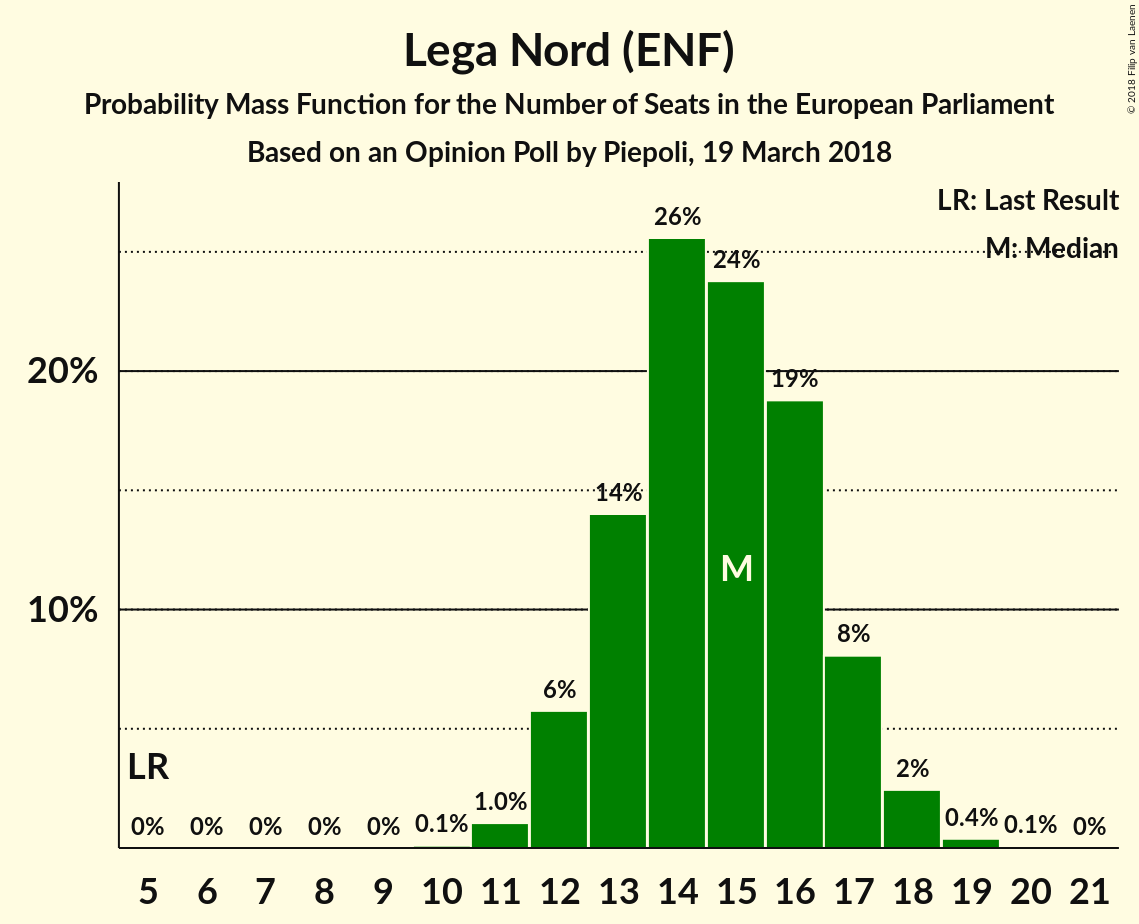 Lega Nord (ENF)
Probability Mass Function for the Number of Seats in the European Parliament
Based on an Opinion Poll by Piepoli, 19 March 2018
© 2018 Filip van Laenen
LR: Last Result
M: Median
26%
24%
20%
19%
14%
M
10%
8%
6%
LR
2%
1.0%
0% 0% 0% 0% 0% 0.1% 0.4% 0.1% 0%
5 6 7 8 9 10 11 12 13 14 15 16 17 18 19 20 21